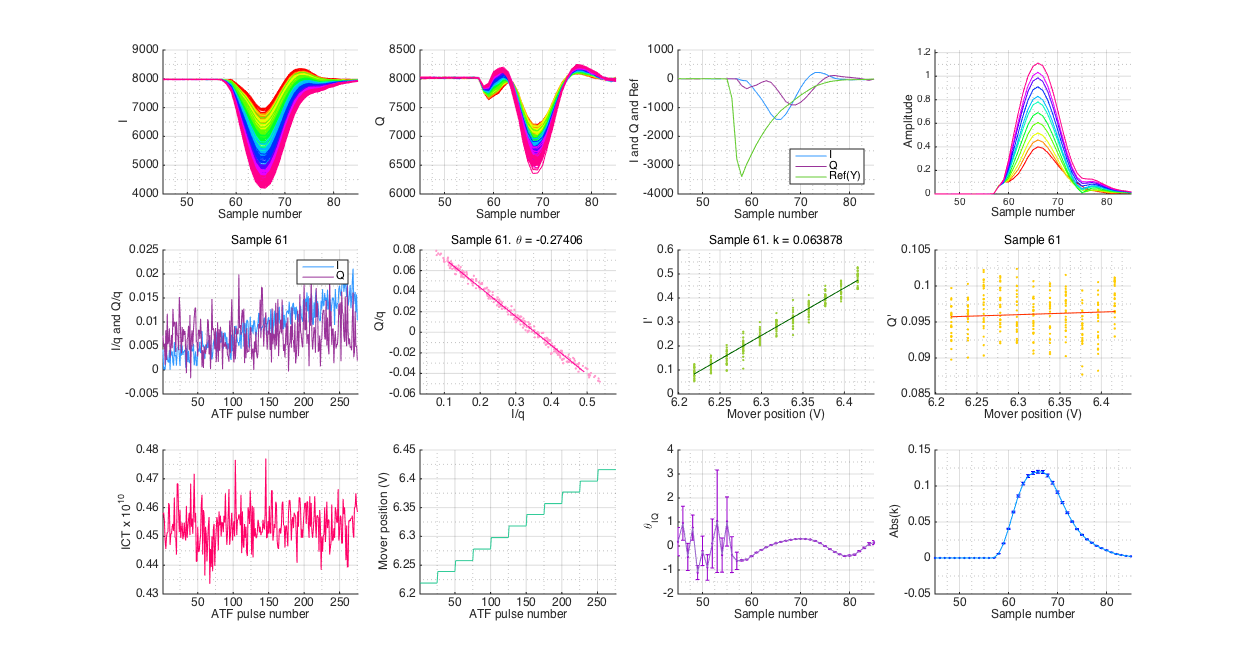 9000
8000
7000
6000
5000
4000
I
50 60 70 80
Sample number
8500
8000
7500
7000
6500
6000
Q
50 60 70 80
Sample number
1000
0
-1000
-2000
-3000
-4000
I and Q and Ref
I
Q
Ref(Y)
50 60 70 80
Sample number
1.2
1
0.8
0.6
0.4
0.2
0
Amplitude
50 60 70 80
Sample number
Sample 61
0.025
0.02
0.015
0.01
0.005
0
-0.005
I/q and Q/q
I
Q
50 100 150 200 250
ATF pulse number
Sample 61. θ = -0.27406
0.08
0.06
0.04
0.02
0
-0.02
-0.04
-0.06
Q/q
0.1 0.2 0.3 0.4 0.5
I/q
Sample 61. k = 0.063878
0.6
0.5
0.4
0.3
0.2
0.1
0
I'
6.2 6.25 6.3 6.35 6.4
Mover position (V)
Sample 61
0.105
0.1
0.095
0.09
0.085
Q'
6.2 6.25 6.3 6.35 6.4
Mover position (V)
0.48
0.47
0.46
0.45
0.44
0.43
ICT x 10^10
50 100 150 200 250
ATF pulse number
6.45
6.4
6.35
6.3
6.25
6.2
Mover position (V)
50 100 150 200 250
ATF pulse number
4
3
2
1
0
-1
-2
θIQ
50 60 70 80
Sample number
0.15
0.1
0.05
0
-0.05
Abs(k)
50 60 70 80
Sample number